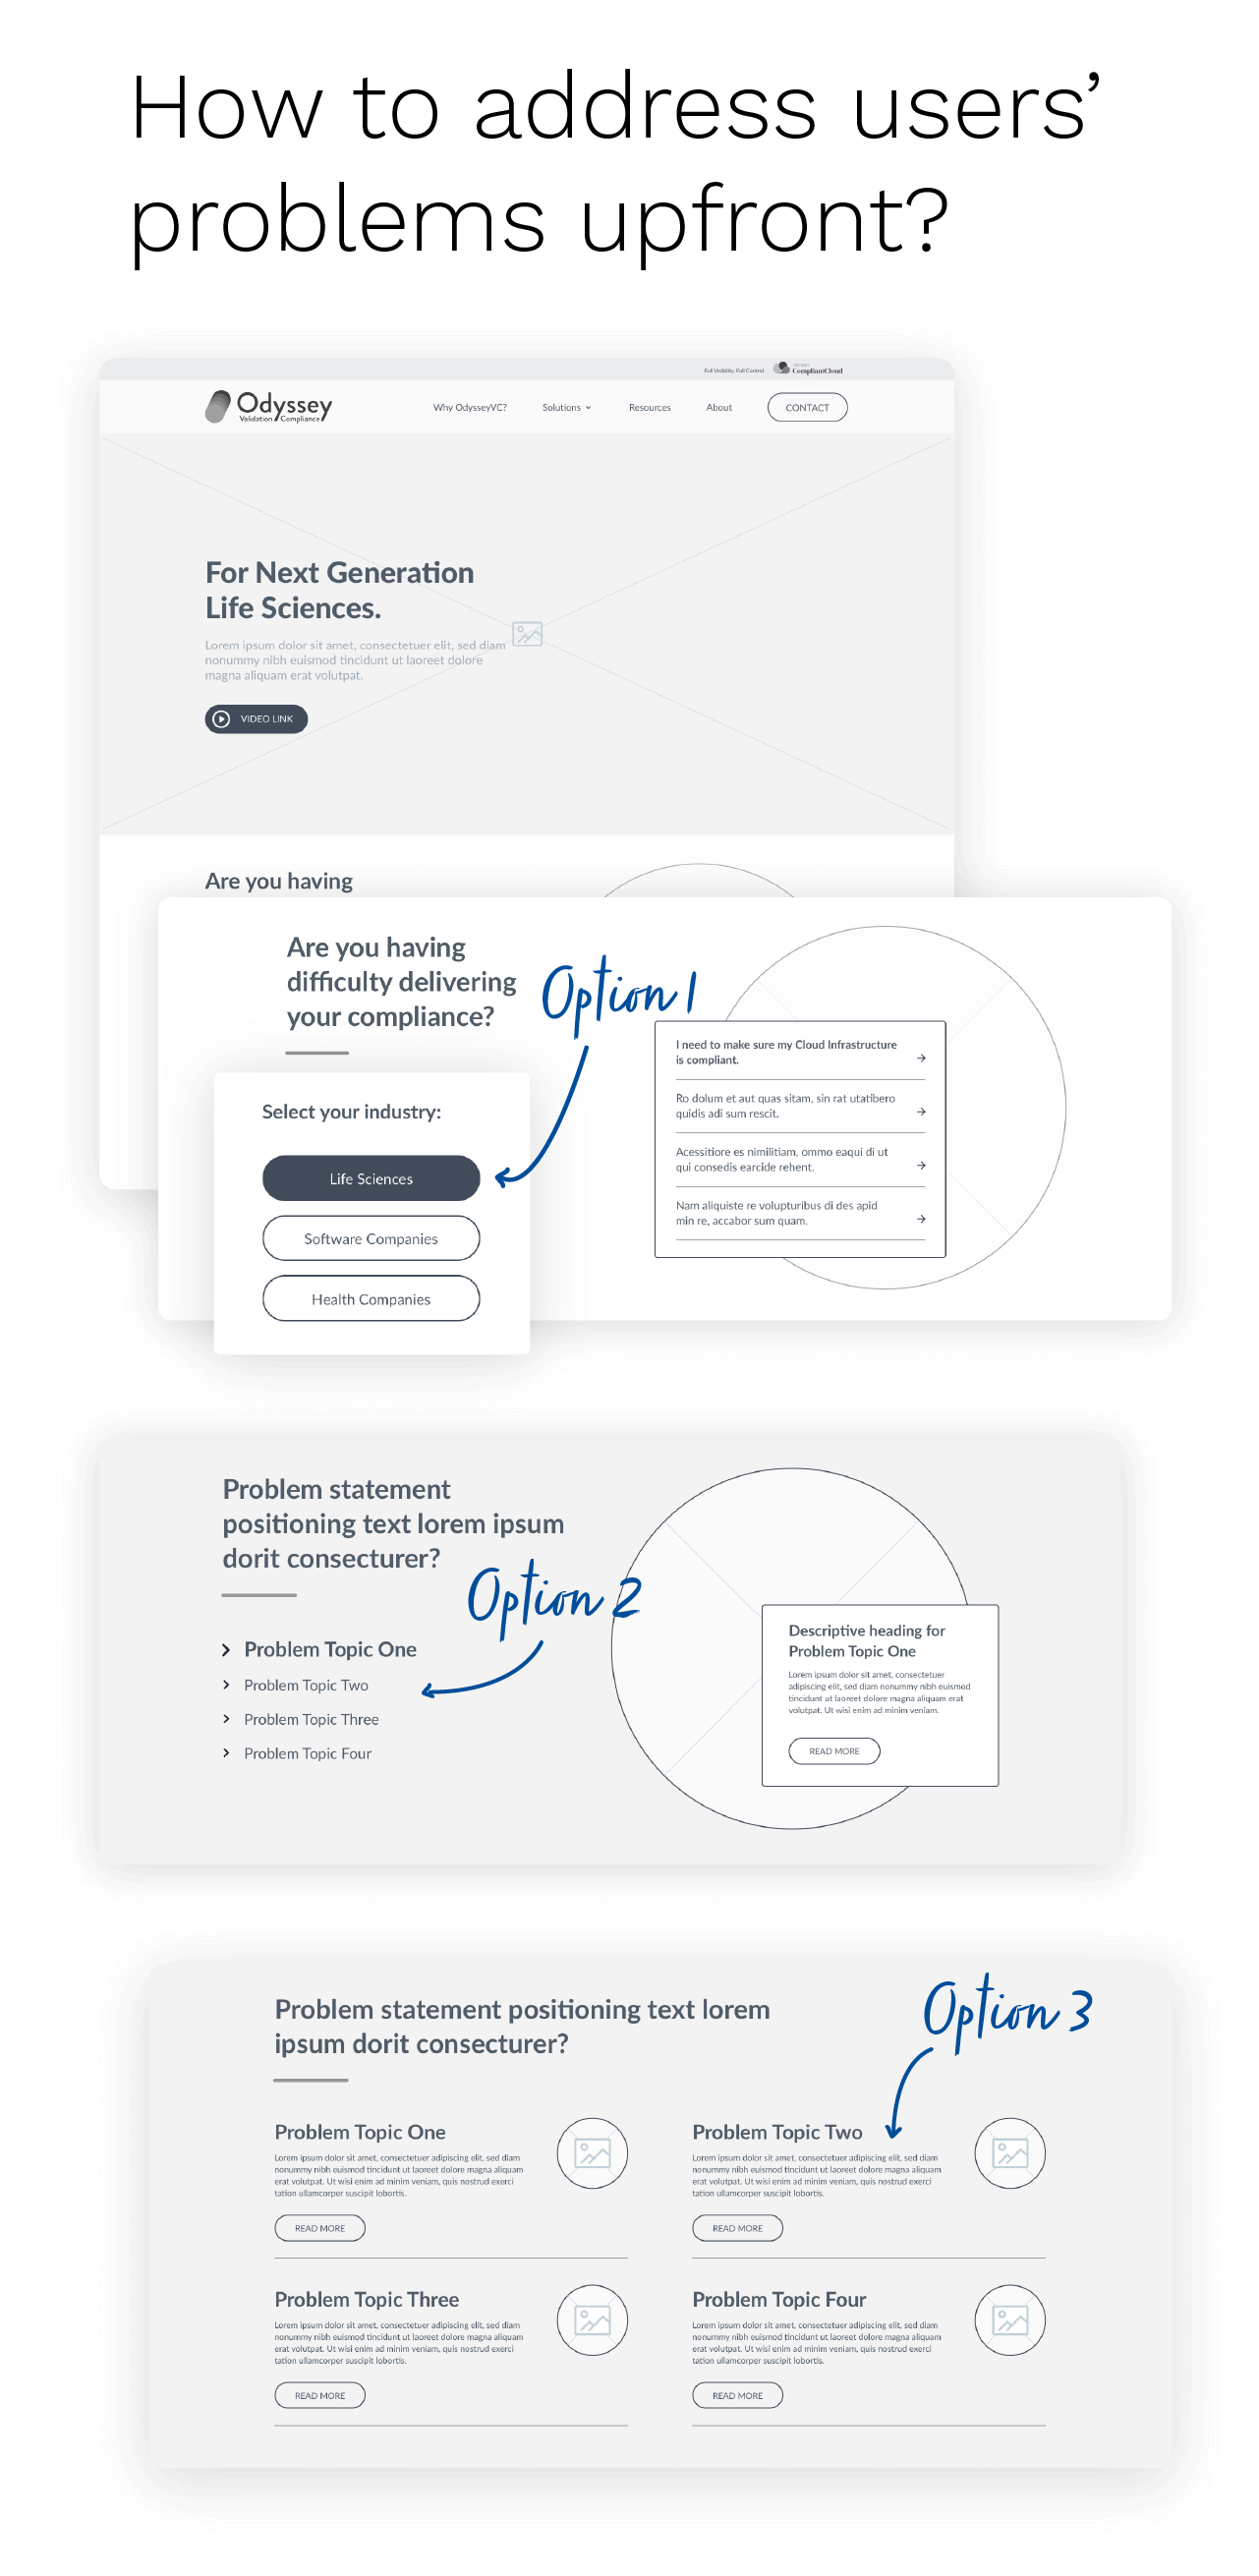 How to address users’
problems upfront?
Full Visibility. Full Control.
CompliantCloud
Odyssey
Validation Compliance
Why OdysseyVC?
Solutions
Resources
About
CONTACT
For Next Generation
Life Sciences.
Lorem ipsum dolor sit amet, consectetuer elit, sed diam
nonummy nibh euismod tincidunt ut laoreet dolore
magna aliquam erat volutpat.
VIDEO LINK
Are you having
Are you having
difficulty delivering
your compliance?
Option 1
Select your industry:
Life Sciences
Software Companies
Health Companies
I need to make sure my Cloud Infrastructure
is compliant.
Ro dolum et aut quas sitam, sin rat utatibero
quidis adi sum rescit.
Acessitiore es nimilitiam, ommo eaqui di ut
qui consedis earcide rehent.
Nam aliquiste re volupturibus di des apid
min re, accabor sum quam.
Problem statement
positioning text lorem ipsum
dorit consecturer?
Option 2
Problem Topic One
Problem Topic Two
Problem Topic Three
Problem Topic Four
Descriptive heading for
Problem Topic One
Lorem ipsum dolor sit amet, consectetuer
adipiscing elit, sed diam nonummy nibh euismod
tincidunt ut laoreet dolore magna aliquam erat
volutpat. Ut wisi enim ad minim veniam.
READ MORE
Option 3
Problem statement positioning text lorem
ipsum dorit consecturer?
Problem Topic One
Lorem ipsum dolor sit amet, consectetuer adipiscing elit, sed diam
nonummy nibh euismod tincidunt ut laoreet dolore magna aliquam
erat volutpat. Ut wisi enim ad minim veniam, quis nostrud exerci
tation ullamcorper suscipit lobortis.
READ MORE
Problem Topic Two
Lorem ipsum dolor sit amet, consectetuer adipiscing elit, sed diam
nonummy nibh euismod tincidunt ut laoreet dolore magna aliquam
erat volutpat. Ut wisi enim ad minim veniam, quis nostrud exerci
tation ullamcorper suscipit lobortis.
READ MORE
Problem Topic Three
Lorem ipsum dolor sit amet, consectetuer adipiscing elit, sed diam
nonummy nibh euismod tincidunt ut laoreet dolore magna aliquam
erat volutpat. Ut wisi enim ad minim veniam, quis nostrud exerci
tation ullamcorper suscipit lobortis.
READ MORE
Problem Topic Four
Lorem ipsum dolor sit amet, consectetuer adipiscing elit, sed diam
nonummy nibh euismod tincidunt ut laoreet dolore magna aliquam
erat volutpat. Ut wisi enim ad minim veniam, quis nostrud exerci
tation ullamcorper suscipit lobortis.
READ MORE